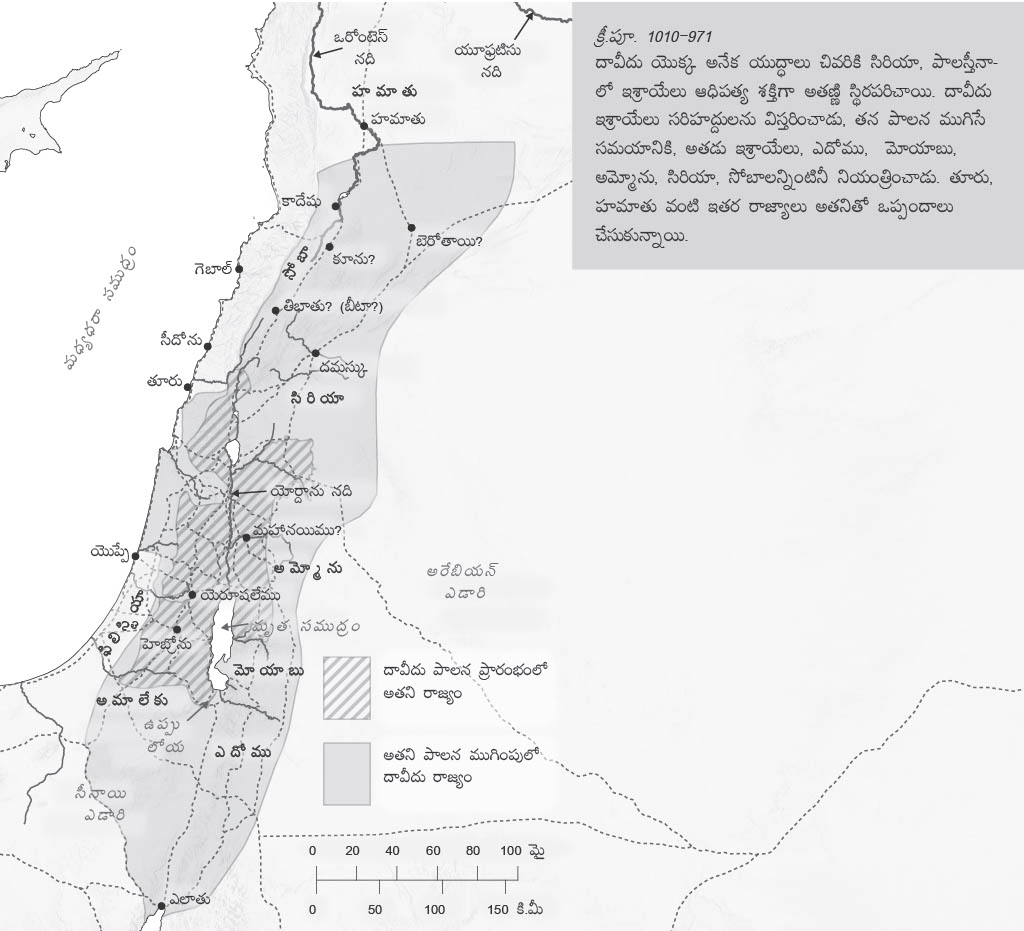 క్రీ.పూ. 1010-971
దావీదు యొక్క అనేక యుద్ధాలు చివరికి సిరియా, పాలస్తీనా-
లో ఇశ్రాయేలు ఆధిపత్య శక్తిగా అతణ్ణి స్థిరపరిచాయి. దావీదు
ఇశ్రాయేలు సరిహద్దులను విస్తరించాడు, తన పాలన ముగిసే
సమయానికి, అతడు ఇశ్రాయేలు, ఎదోము, మోయాబు,
అమ్మోను, సిరియా, సోబాలన్నింటినీ నియంత్రించాడు. తూరు,
హమాతు వంటి ఇతర రాజ్యాలు అతనితో ఒప్పందాలు
చేసుకున్నాయి.
ఒరోంటెస్
నది
యూఫ్రటిసు
నది
హమాతు
హమాతు
కాదేషు
బెరోతాయి?
కూను?
సోబా
గెబాల్
మధ్యధరా సముద్రం
తిభాతు? (బీటా?)
సీదోను
దమస్కు
తూరు
సిరియా
యోర్దాను నది
మహానయిము?
యొప్పే
అమ్మోను
అరేబియన్
ఎడారి
యెరూషలేము
ఫిలిష్తియా
మృత సముద్రం
హెబ్రోను
మోయాబు
అమాలేకు
ఉప్పు
లోయ
ఎదోము
సీనాయి
ఎడారి
ఎలాతు
దావీదు పాలన ప్రారంభంలో
అతని రాజ్యం
అతని పాలన ముగింపులో
దావీదు రాజ్యం
0 20 40 60 80 100 మై
0 50 100 150 కి.మీ